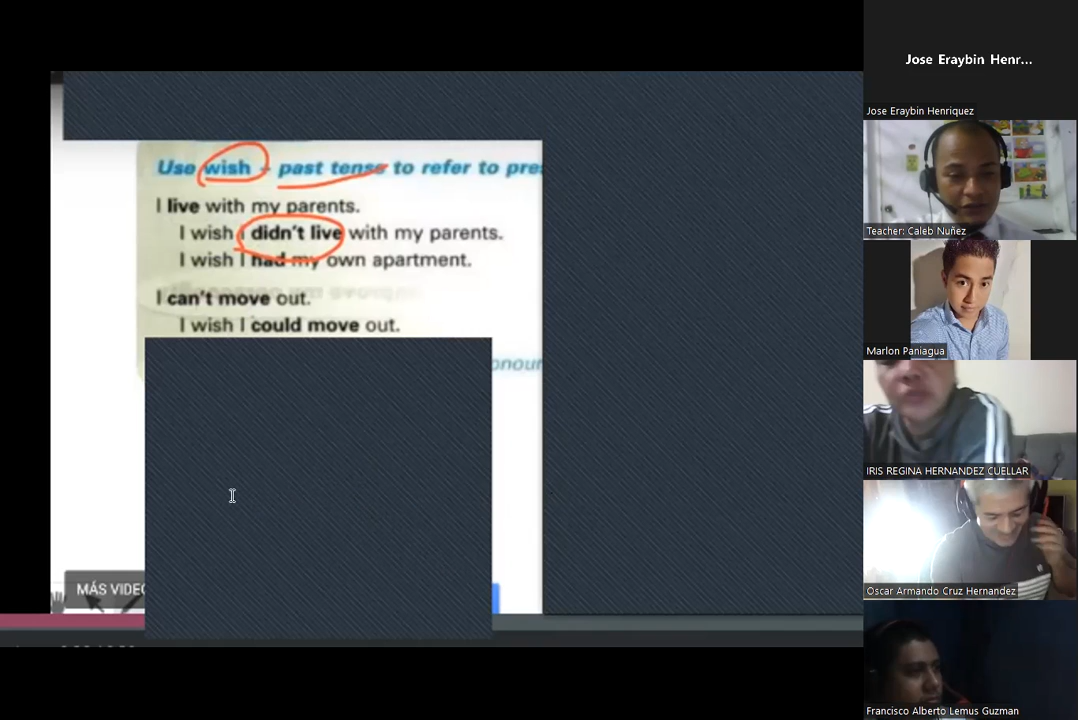 Jose Eraybin Henr...
Jose Eraybin Henriquez
Use wish + past tense to refer to pre
I live with my parents.
I wish I didn't live with my parents.
I wish I had my own apartment.
I can't move out.
I wish I could move out.
MÁS VIDE
Teacher: Caleb Nuñez
Marlon Paniagua
IRIS REGINA HERNANDEZ CUELLAR
Oscar Armando Cruz Hernandez
Francisco Alberto Lemus Guzman